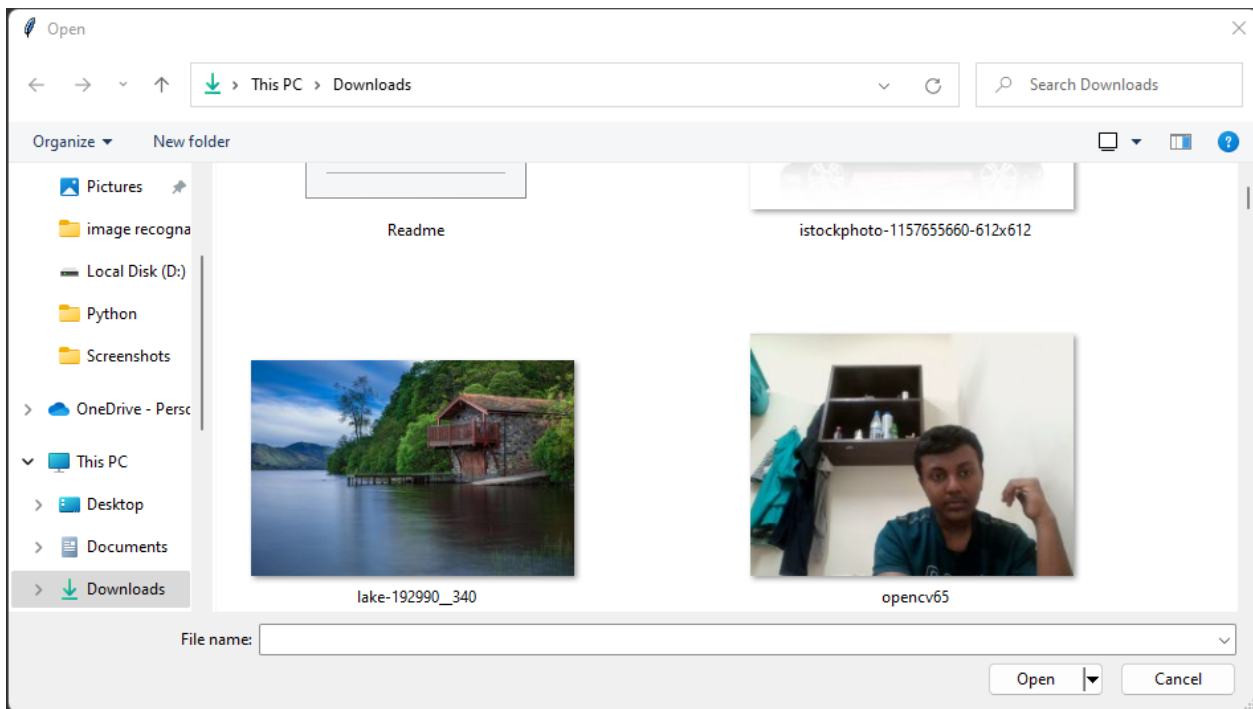 Open
This PC > Downloads
Search Downloads
Organize
New folder
Pictures
image recogna
Local Disk (D:)
Python
Screenshots
OneDrive - Perso
This PC
Desktop
Documents
Downloads
Readme
istockphoto-1157655660-612x612
lake-192990__340
opencv65
File name:
Open
Cancel